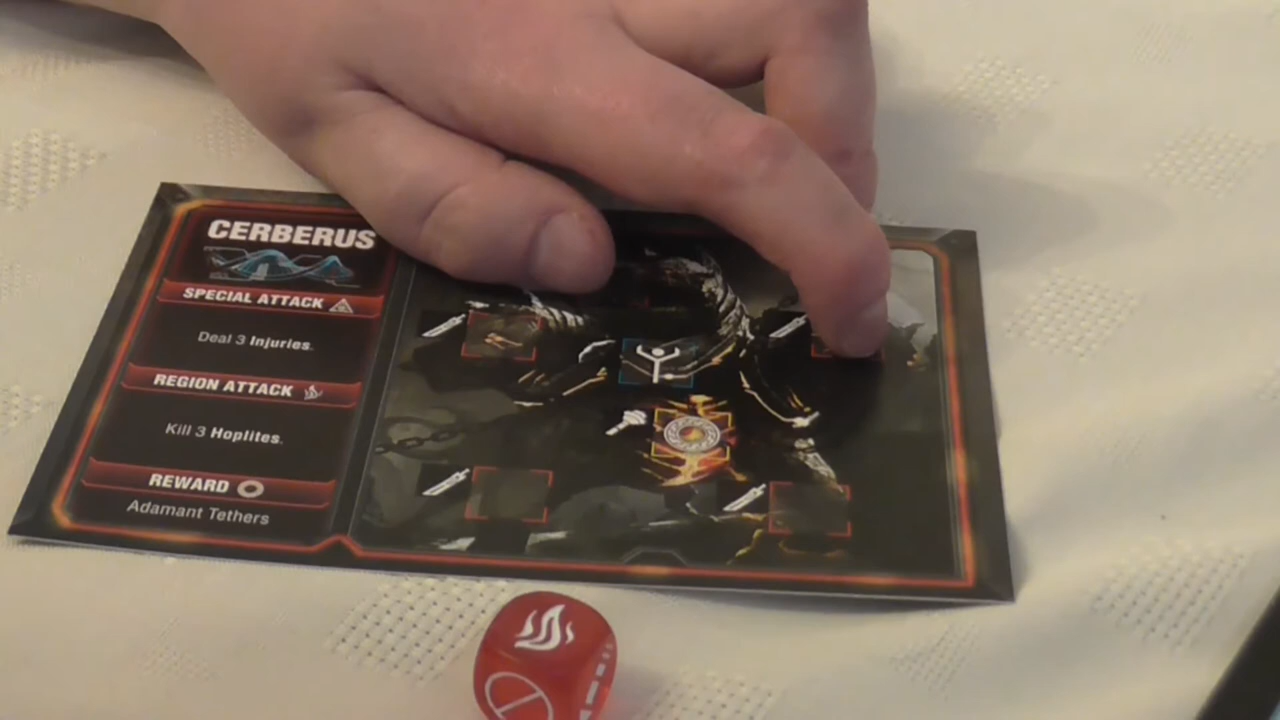 CERBERUS
SPECIAL ATTACK
Deal 3 Injuries.
REGION ATTACK
Kill 3 Hoplites.
REWARD
Adamant Tethers